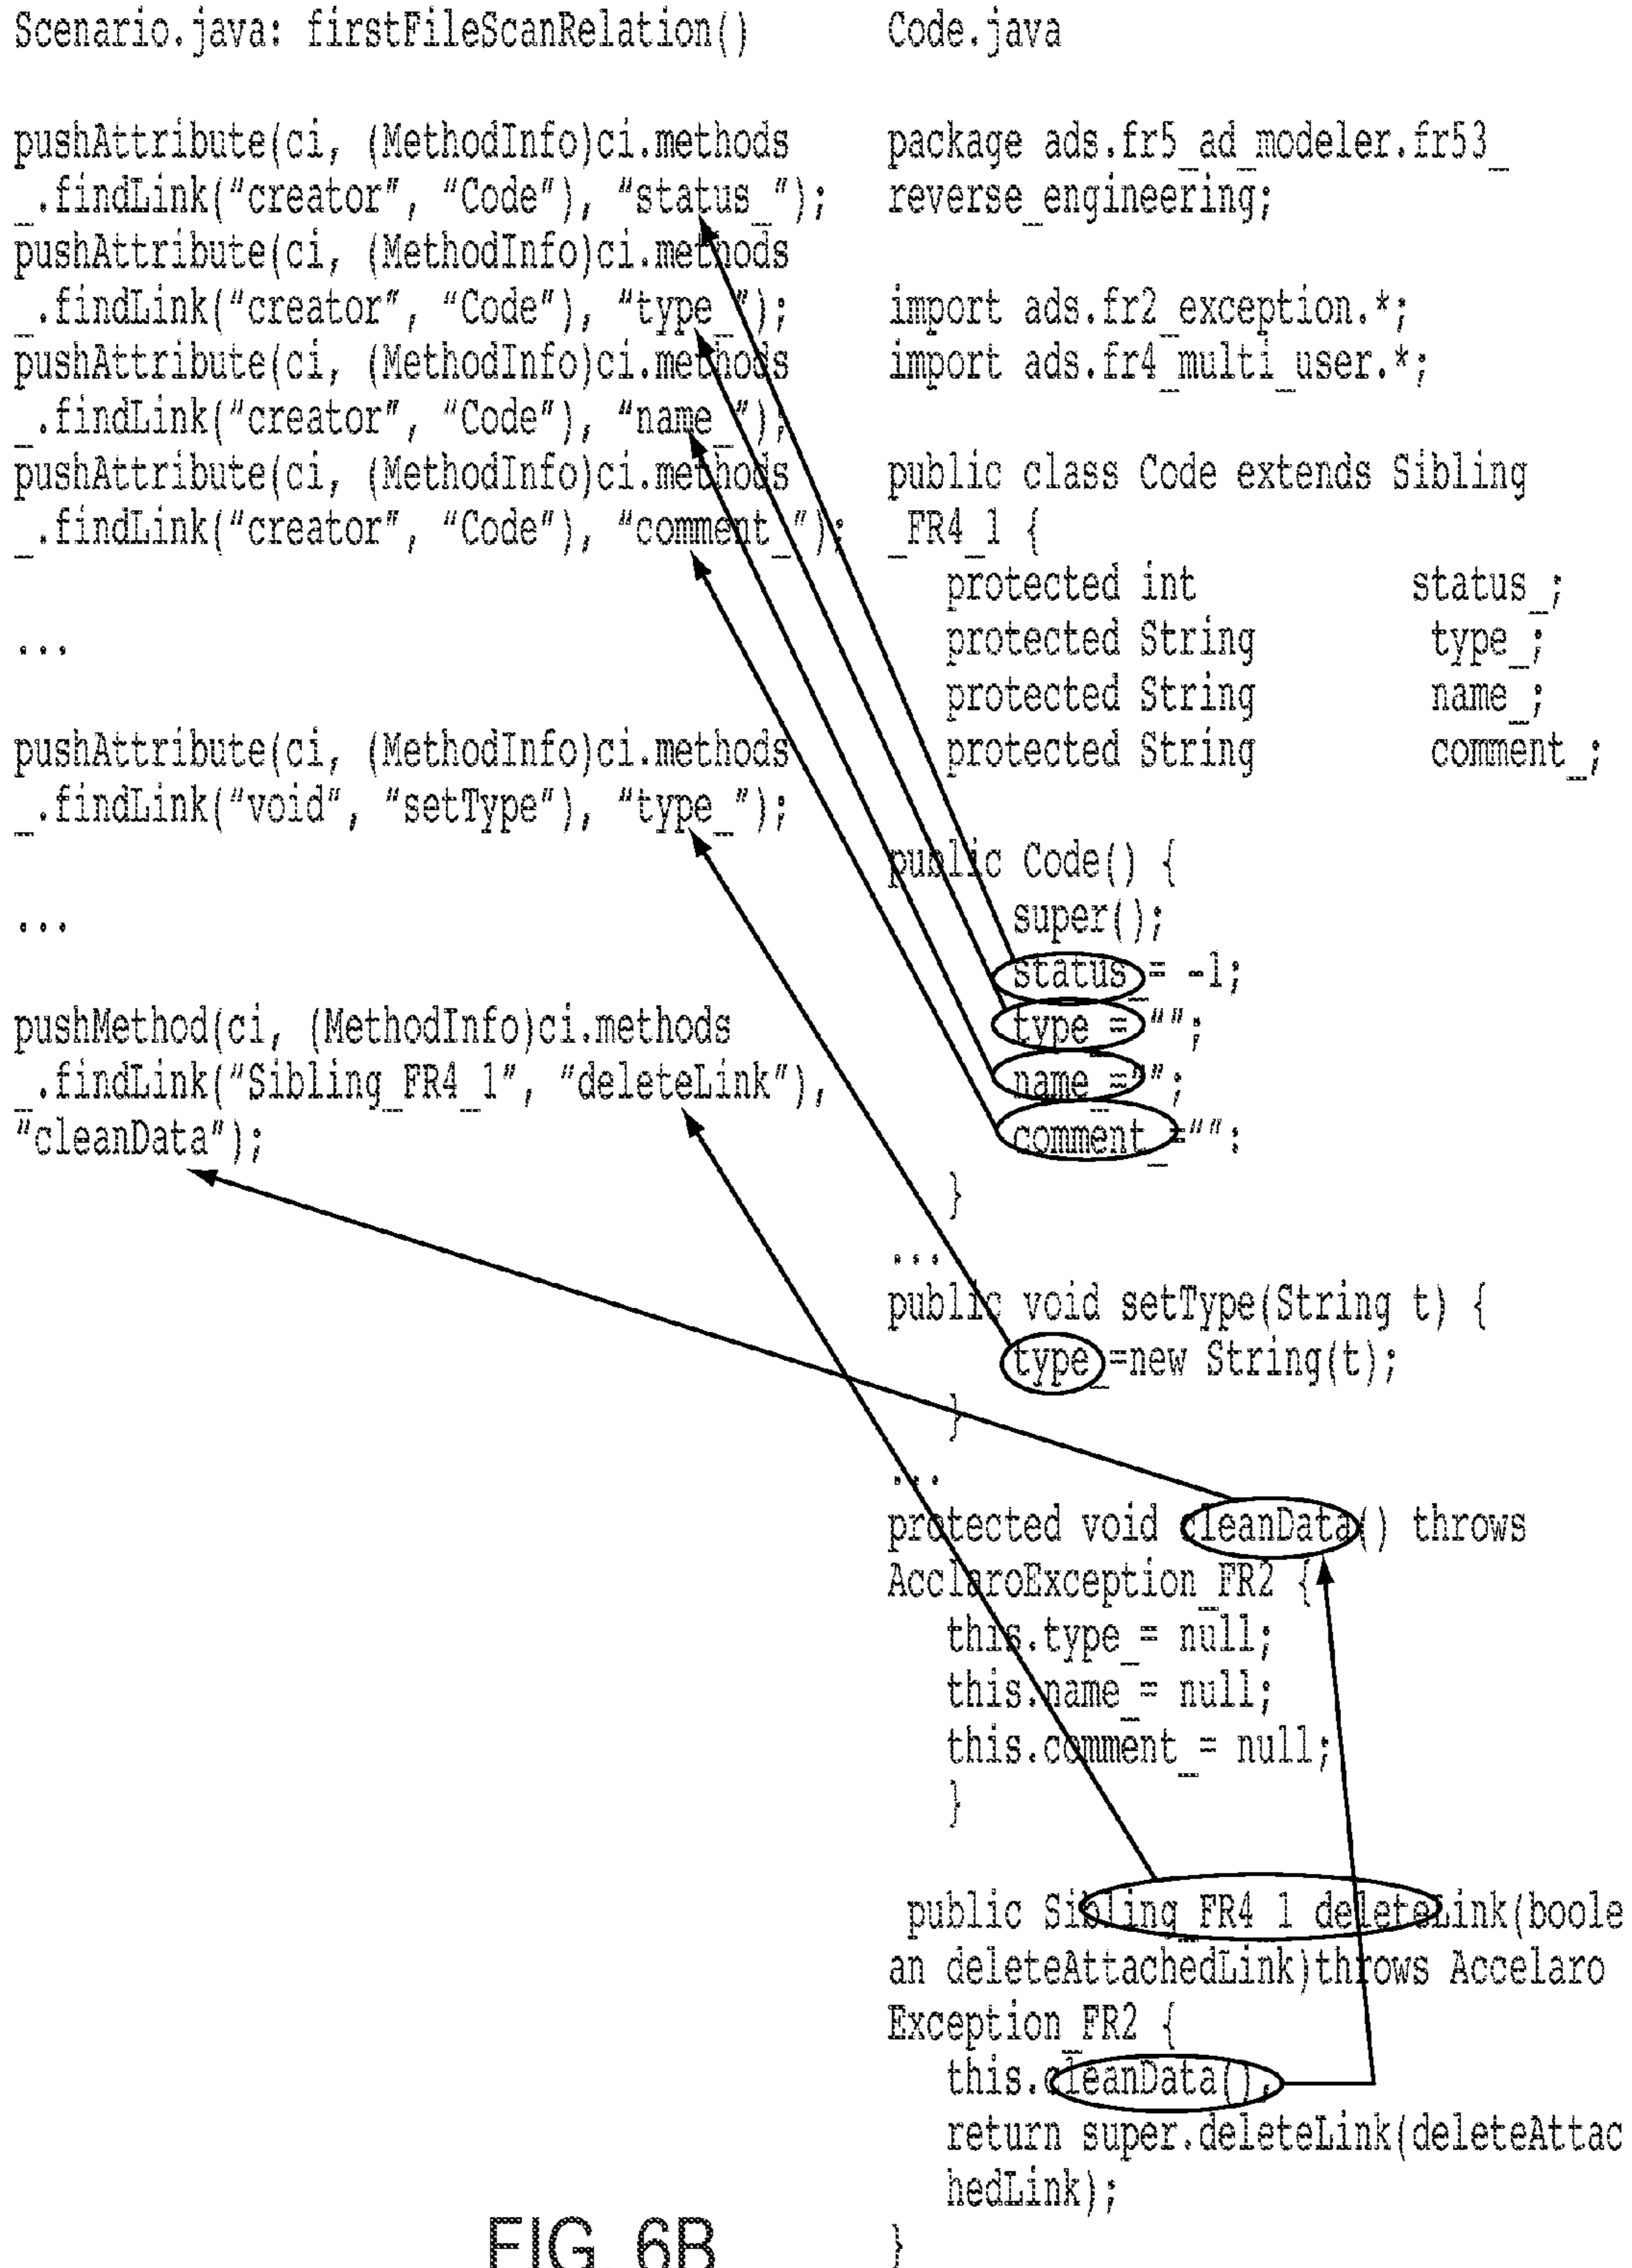 Scenario.java: firstFileScanRelation()
pushAttribute(ci, (MethodInfo)ci.methods
_.findLink("creator", "Code"), "status_");
pushAttribute(ci, (MethodInfo)ci.methods
_.findLink("creator", "Code"), "type_");
pushAttribute(ci, (MethodInfo)ci.methods
_.findLink("creator", "Code"), "name_");
pushAttribute(ci, (MethodInfo)ci.methods
_.findLink("creator", "Code"), "comment_");
...
pushAttribute(ci, (MethodInfo)ci.methods
_.findLink("void", "setType"), "type_");
...
pushMethod(ci, (MethodInfo)ci.methods
_.findLink("Sibling_FR4_1", "deleteLink"),
"cleanData");
Code.java
package ads.fr5_ad_modeler.fr53_
reverse_engineering;
import ads.fr2_exception.*;
import ads.fr4_multi_user.*;
public class Code extends Sibling
_FR4_1 {
protected int status_;
protected String type_;
protected String name_;
protected String comment_;
public Code() {
super();
status_= -1;
type_= "";
name_="";
comment_="":
}
...
public void setType(String t) {
type_=new String(t);
}
...
protected void cleanData() throws
AcclaroException_FR2 {
this.type_= null;
this.name_= null;
this.comment_= null;
}
public Sibling_FR4_1 deleteLink(boole
an deleteAttachedLink)throws Accelaro
Exception_FR2 {
this.cleanData();
return super.deleteLink(deleteAttac
hedLink);
}
FIG. 6B